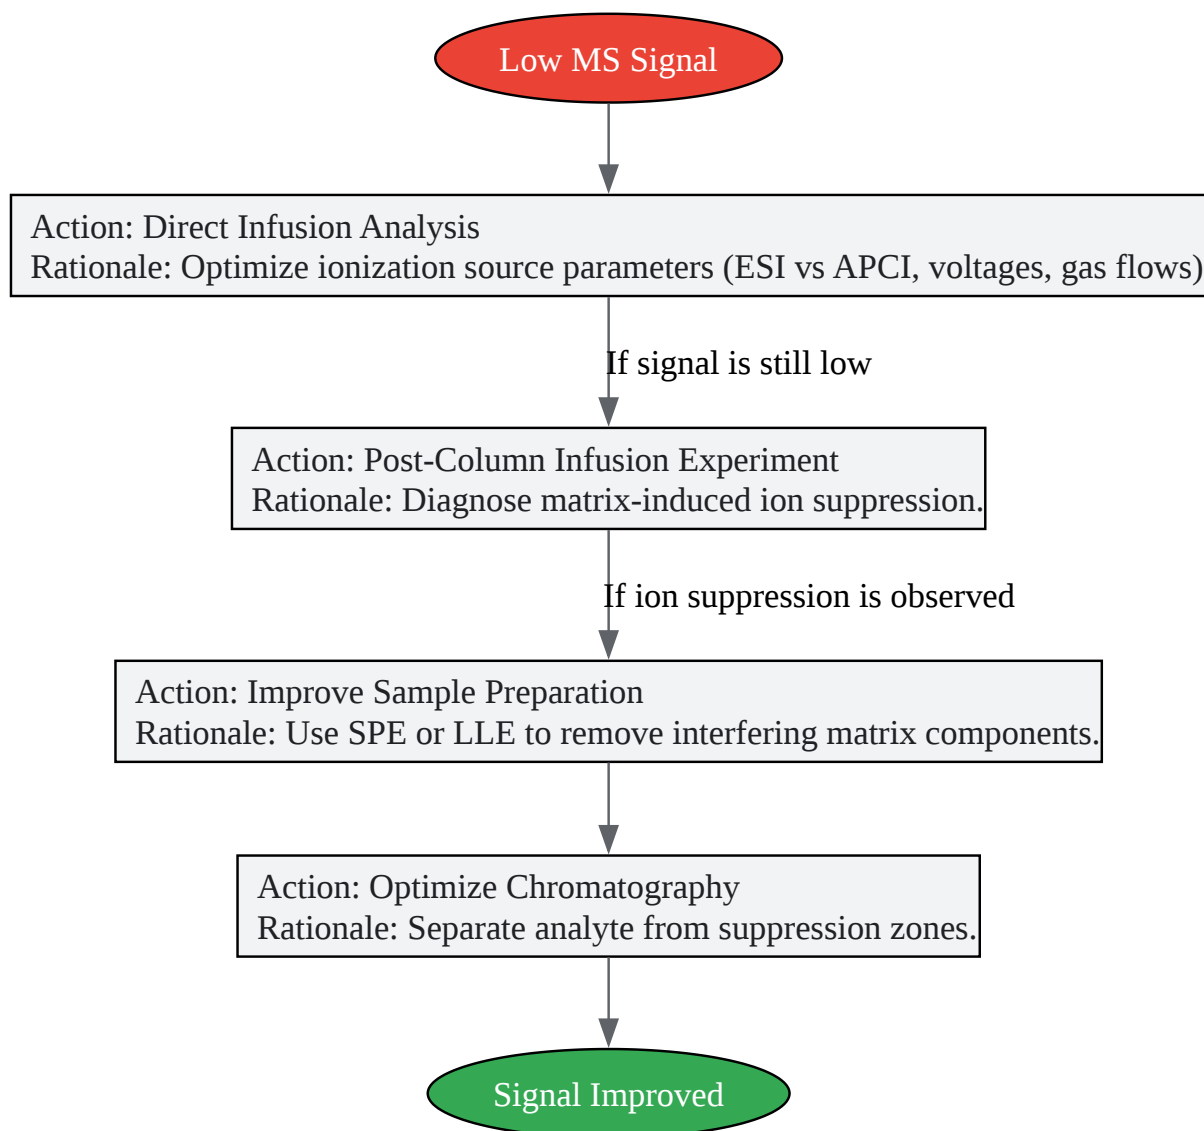 Low MS Signal
Action: Direct Infusion Analysis
Rationale: Optimize ionization source parameters (ESI vs APCI, voltages, gas flows)
If signal is still low
Action: Post-Column Infusion Experiment
Rationale: Diagnose matrix-induced ion suppression.
If ion suppression is observed
Action: Improve Sample Preparation
Rationale: Use SPE or LLE to remove interfering matrix components.
Action: Optimize Chromatography
Rationale: Separate analyte from suppression zones.
Signal Improved